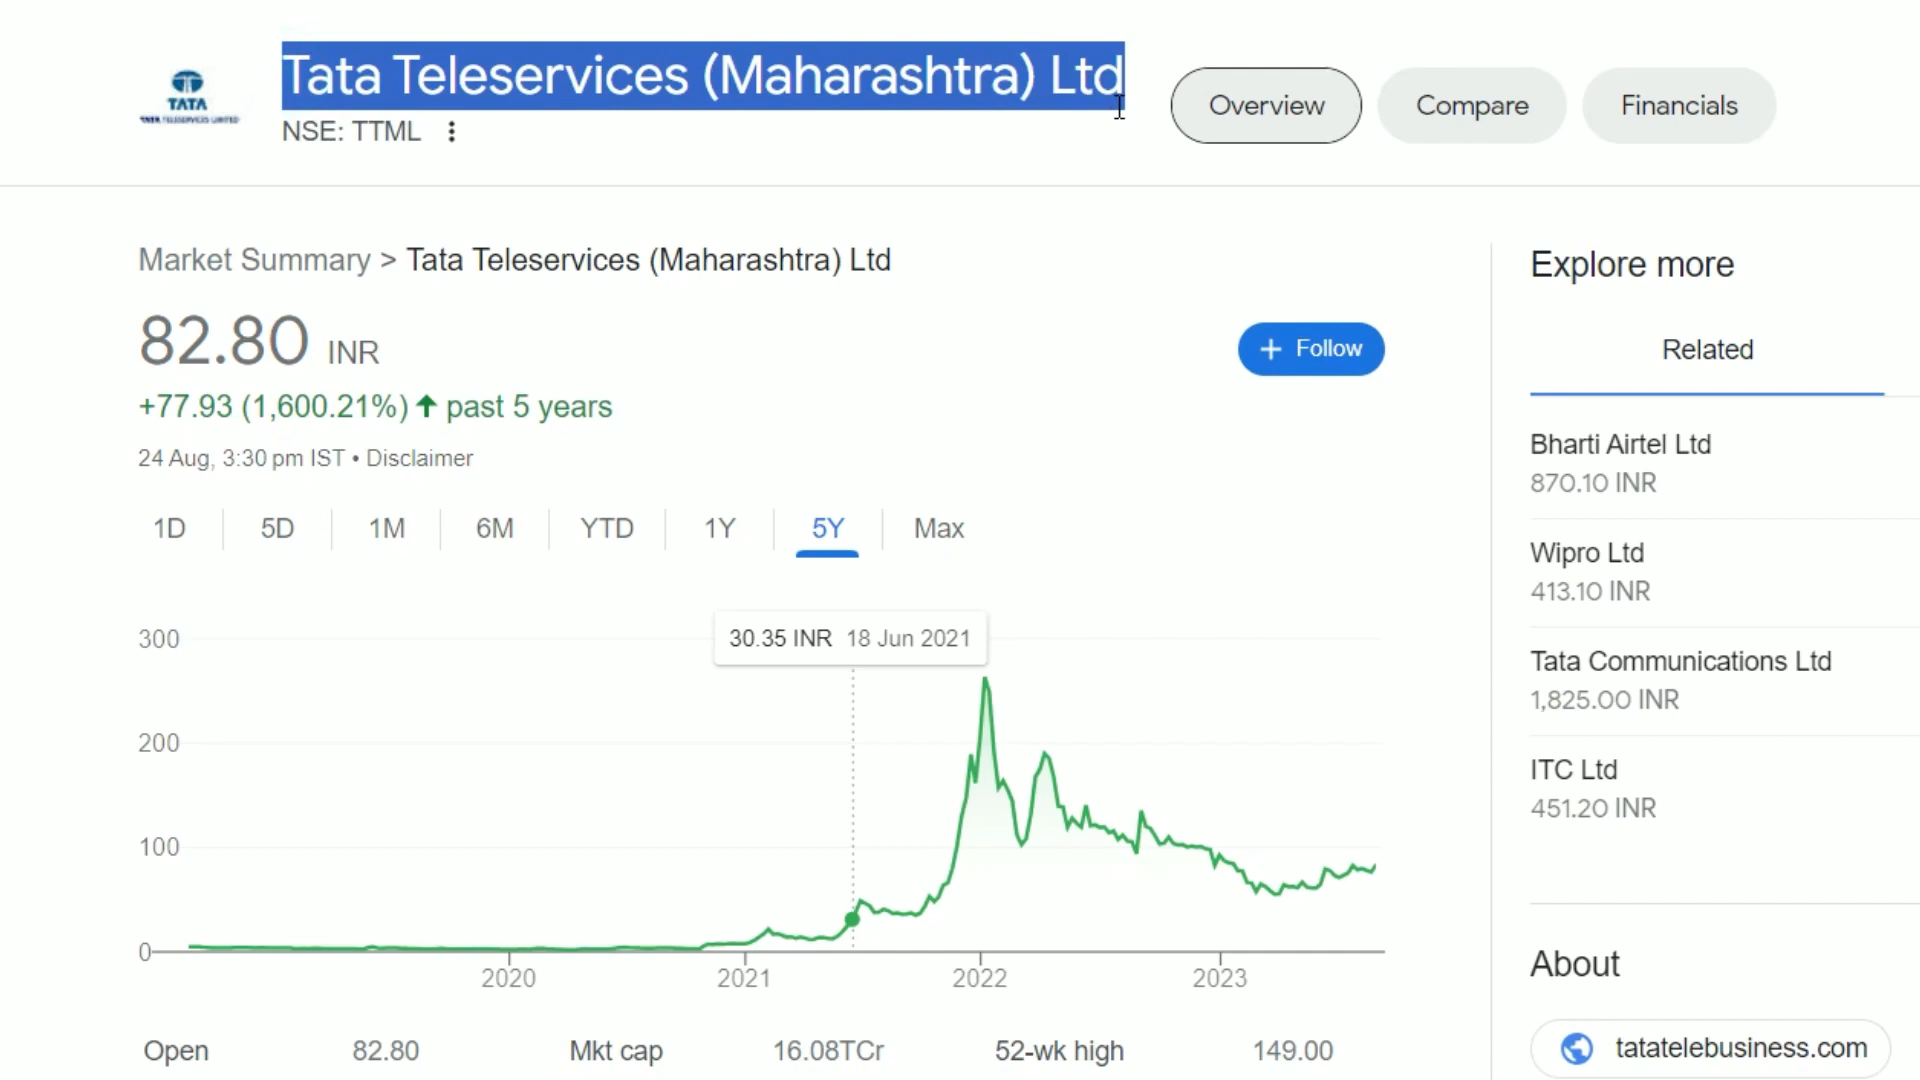 Tata Teleservices (Maharashtra) Ltd
NSE: TTML
TATA
TATA TELESERVICES LIMITED
Overview
Compare
Financials
Market Summary > Tata Teleservices (Maharashtra) Ltd
82.80 INR
+77.93 (1,600.21%) past 5 years
24 Aug, 3:30 pm IST • Disclaimer
+ Follow
1D
5D
1M
6M
YTD
1Y
5Y
Max
30.35 INR 18 Jun 2021
300
200
100
0
2020
2021
2022
2023
Open 82.80
Mkt cap 16.08TCr
52-wk high 149.00
Explore more
Related
Bharti Airtel Ltd
870.10 INR
Wipro Ltd
413.10 INR
Tata Communications Ltd
1,825.00 INR
ITC Ltd
451.20 INR
About
tatatelebusiness.com